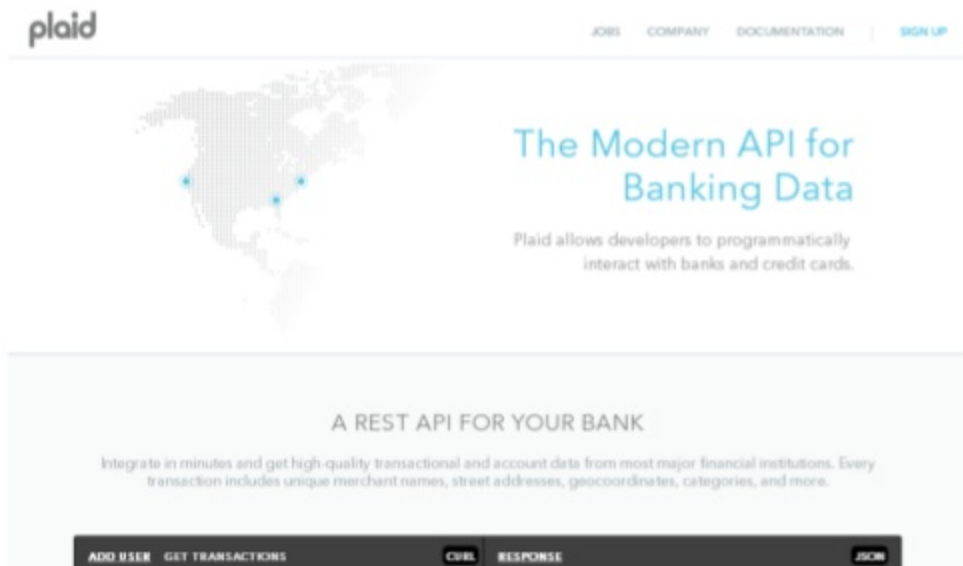 plaid
JOBS COMPANY DOCUMENTATION SIGN UP
The Modern API for
Banking Data
Plaid allows developers to programmatically
interact with banks and credit cards.
A REST API FOR YOUR BANK
Integrate in minutes and get high-quality transactional and account data from most major financial institutions. Every
transaction includes unique merchant names, street addresses, geocoordinates, categories, and more.
ADD USER GET TRANSACTIONS CURL RESPONSE JSON